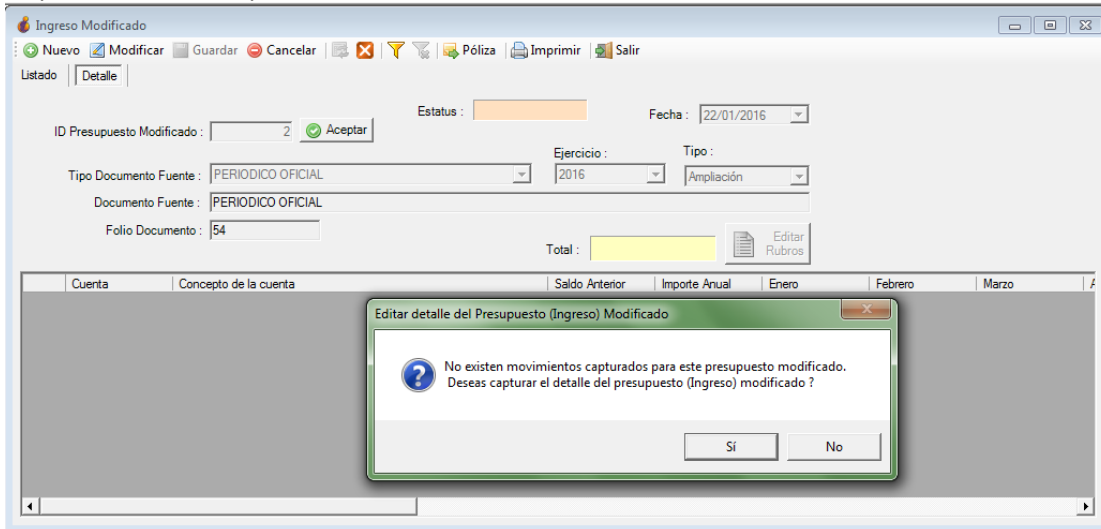 Ingreso Modificado
Nuevo Modificar Guardar Cancelar Póliza Imprimir Salir
Listado Detalle
Estatus : Fecha : 22/01/2016
ID Presupuesto Modificado : 2 Aceptar
Ejercicio : Tipo :
Tipo Documento Fuente : PERIODICO OFICIAL 2016 Ampliación
Documento Fuente : PERIODICO OFICIAL
Folio Documento : 54
Total : Editar Rubros
Cuenta Concepto de la cuenta Saldo Anterior Importe Anual Enero Febrero Marzo
Editar detalle del Presupuesto (Ingreso) Modificado
No existen movimientos capturados para este presupuesto modificado.
Deseas capturar el detalle del presupuesto (Ingreso) modificado ?
Sí No